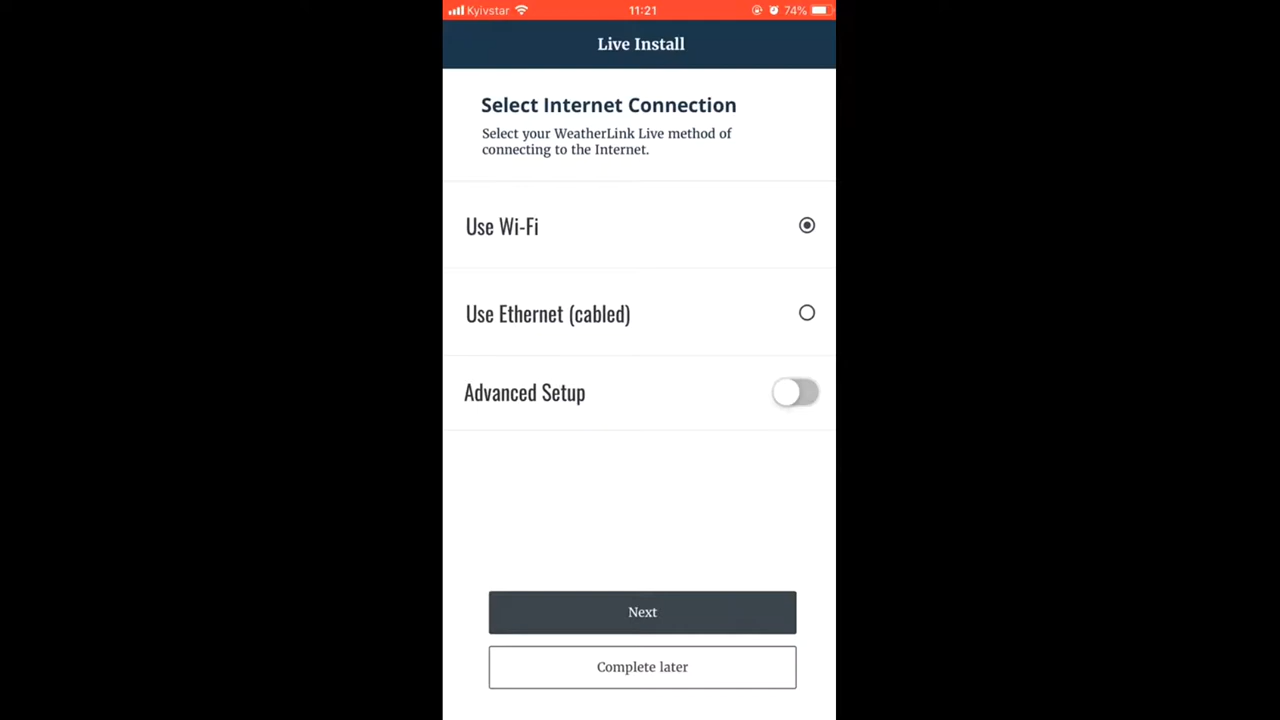 Kyivstar 11:21 74%
Live Install
Select Internet Connection
Select your WeatherLink Live method of
connecting to the Internet.
Use Wi-Fi
Use Ethernet (cabled)
Advanced Setup
Next
Complete later